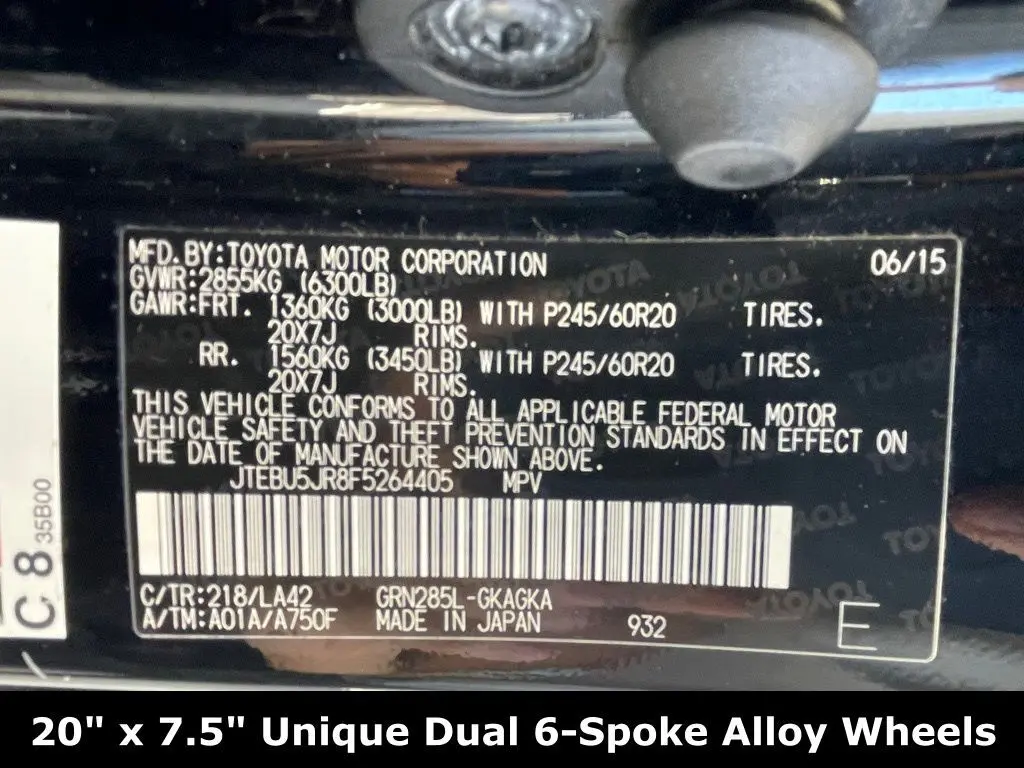 MFD. BY: TOYOTA MOTOR CORPORATION 06/15
GVWR: 2855KG (6300LB)
GAWR: FRT. 1360KG (3000LB) WITH P245/60R20 TIRES.
20X7J RIMS.
RR. 1560KG (3450LB) WITH P245/60R20 TIRES.
20X7J RIMS.
THIS VEHICLE CONFORMS TO ALL APPLICABLE FEDERAL MOTOR
VEHICLE SAFETY AND THEFT PREVENTION STANDARDS IN EFFECT ON
THE DATE OF MANUFACTURE SHOWN ABOVE.
JTEBU5JR8F5264405 MPV
C/TR: 218/LA42 GRN285L-GKAGKA
A/TM: A01A/A750F MADE IN JAPAN 932
E
C 8 35B00
20" x 7.5" Unique Dual 6-Spoke Alloy Wheels